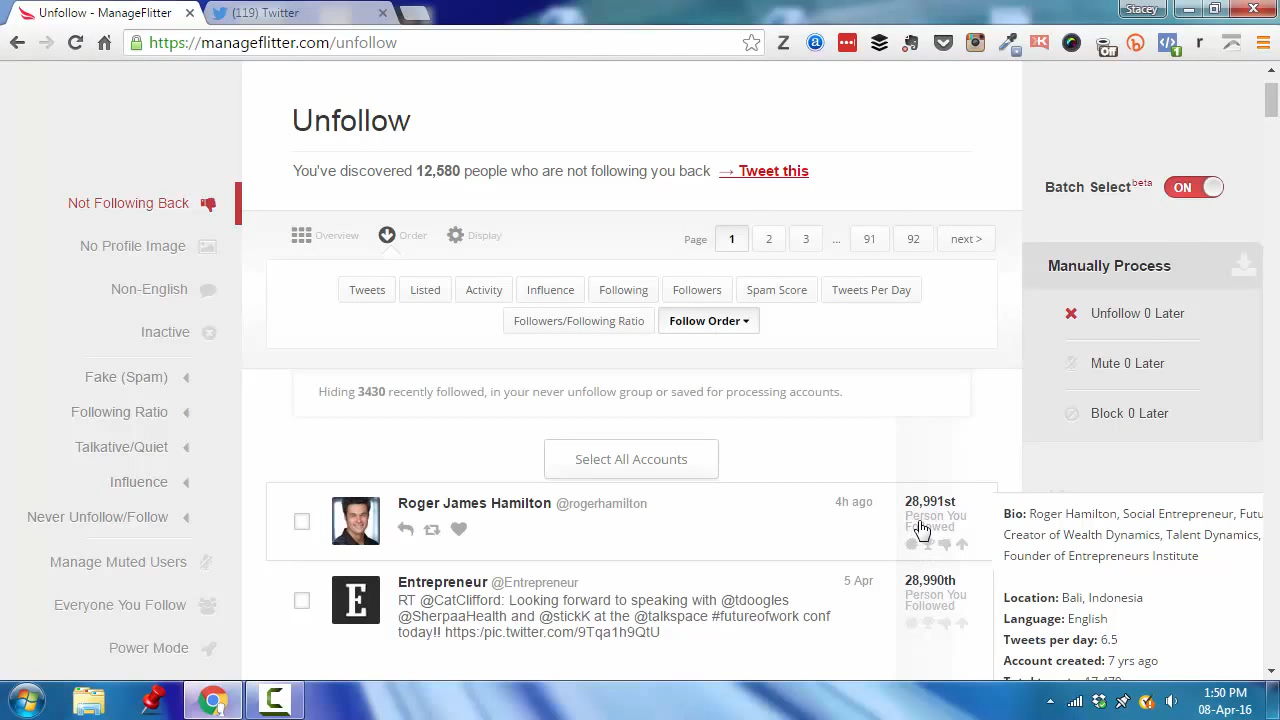 Unfollow - ManageFlitter
(119) Twitter
Stacey
https://manageflitter.com/unfollow
Off
1
Unfollow
You've discovered 12,580 people who are not following you back → Tweet this
Not Following Back
No Profile Image
Non-English
Inactive
Fake (Spam)
Following Ratio
Talkative/Quiet
Influence
Never Unfollow/Follow
Muted Users
Everyone You Follow
Power Mode
Overview
Order
Display
Page
1
2
3
...
91
92
next >
Tweets
Listed
Activity
Influence
Following
Followers
Spam Score
Tweets Per Day
Followers/Following Ratio
Follow Order
Hiding 3430 recently followed, in your never unfollow group or saved for processing accounts.
Select All Accounts
Roger James Hamilton @rogerhamilton
4h ago
28,991st
Person You
Followed
E
Entrepreneur @Entrepreneur
RT @CatClifford: Looking forward to speaking with @tdoogles
@SherpaaHealth and @stickK at the @talkspace #futureofwork conf
today!! https:/pic.twitter.com/9Tqa1h9QtU
5 Apr
28,990th
Person You
Followed
Batch Select beta
ON
Manually Process
Unfollow 0 Later
Mute 0 Later
Block 0 Later
Bio: Roger Hamilton, Social Entrepreneur, Futu
Creator of Wealth Dynamics, Talent Dynamics,
Founder of Entrepreneurs Institute
Location: Bali, Indonesia
Language: English
Tweets per day: 6.5
Account created: 7 yrs ago
1:50 PM
08-Apr-16